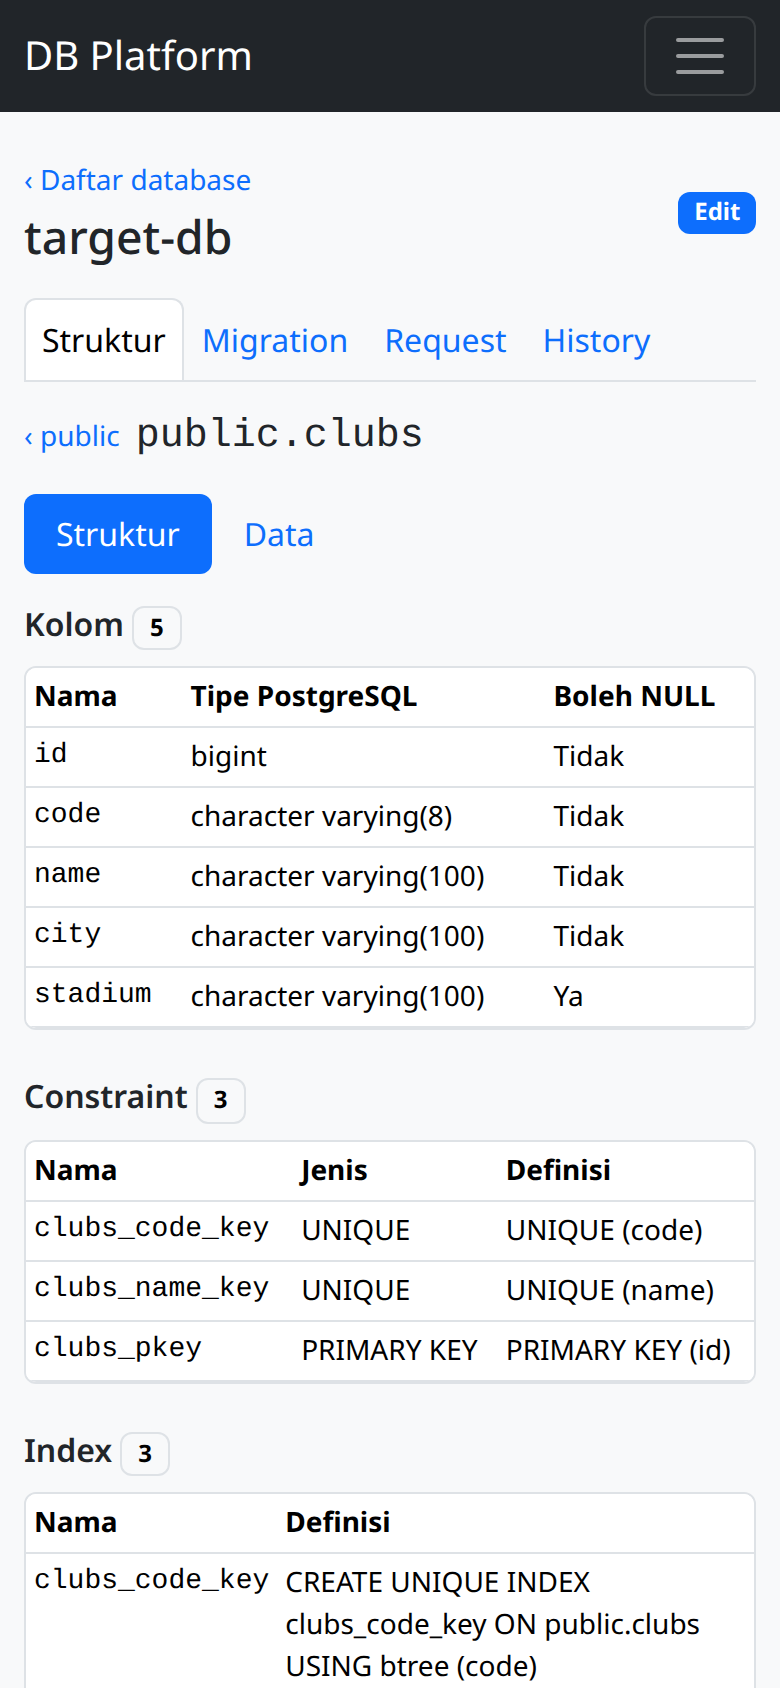 DB Platform
‹ Daftar database
target-db
Edit
Struktur Migration Request History
‹ public public.clubs
Struktur Data
Kolom 5
Nama Tipe PostgreSQL Boleh NULL
id bigint Tidak
code character varying(8) Tidak
name character varying(100) Tidak
city character varying(100) Tidak
stadium character varying(100) Ya
Constraint 3
Nama Jenis Definisi
clubs_code_key UNIQUE UNIQUE (code)
clubs_name_key UNIQUE UNIQUE (name)
clubs_pkey PRIMARY KEY PRIMARY KEY (id)
Index 3
Nama Definisi
clubs_code_key CREATE UNIQUE INDEX
clubs_code_key ON public.clubs
USING btree (code)